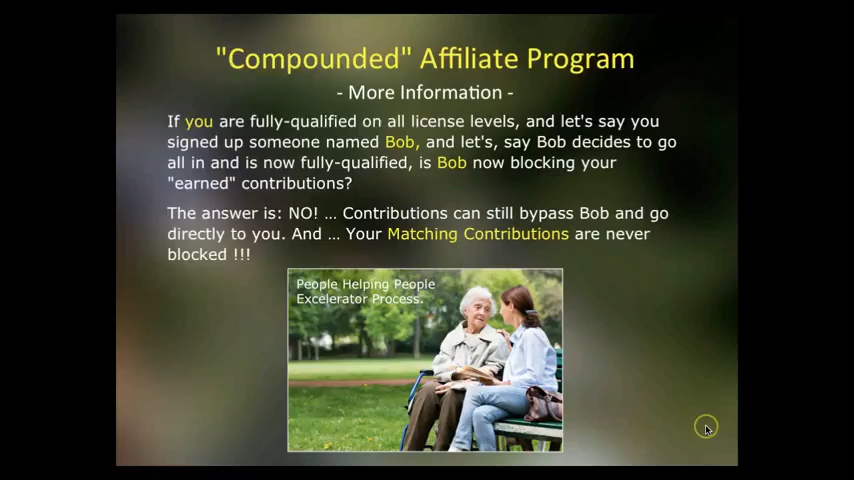 "Compounded" Affiliate Program
- More Information -
If you are fully-qualified on all license levels, and let's say you
signed up someone named Bob, and let's, say Bob decides to go
all in and is now fully-qualified, is Bob now blocking your
"earned" contributions?
The answer is: NO! ... Contributions can still bypass Bob and go
directly to you. And ... Your Matching Contributions are never
blocked !!!
People Helping People
Excelerator Process.